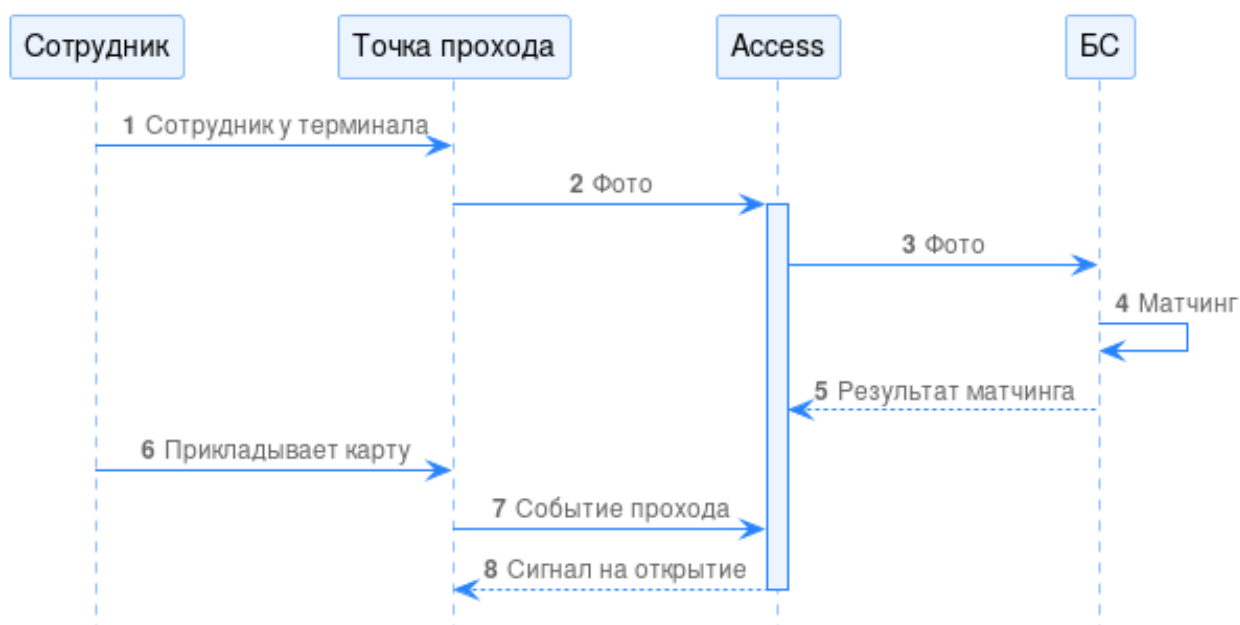 Сотрудник
Точка прохода
Access
БС
1 Сотрудник у терминала
2 Фото
3 Фото
4 Матчинг
5 Результат матчинга
6 Прикладывает карту
7 Событие прохода
8 Сигнал на открытие